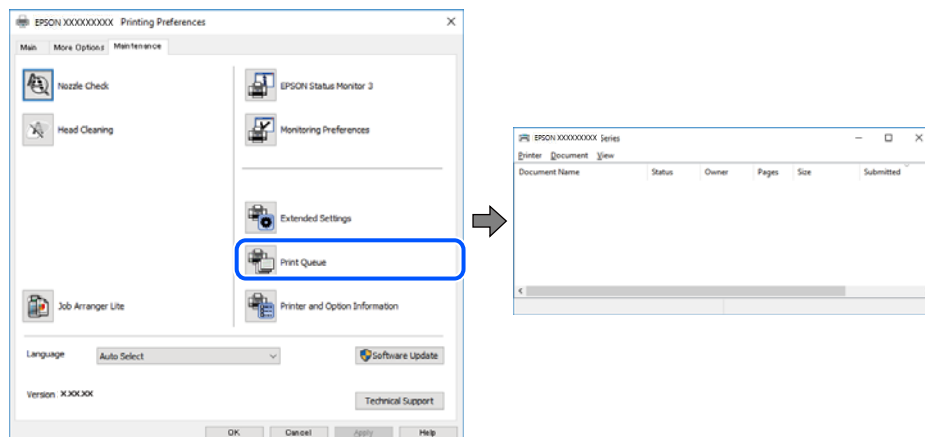 EPSON XXXXXXXXX Printing Preferences
Main More Options Maintenance
Nozzle Check
EPSON Status Monitor 3
Head Cleaning
Monitoring Preferences
Extended Settings
Print Queue
Job Arranger Lite
Printer and Option Information
Language Auto Select Software Update
Version X.XX.XX
Technical Support
OK Cancel Apply Help
EPSON XXXXXXXXX Series
Printer Document View
Document Name Status Owner Pages Size Submitted